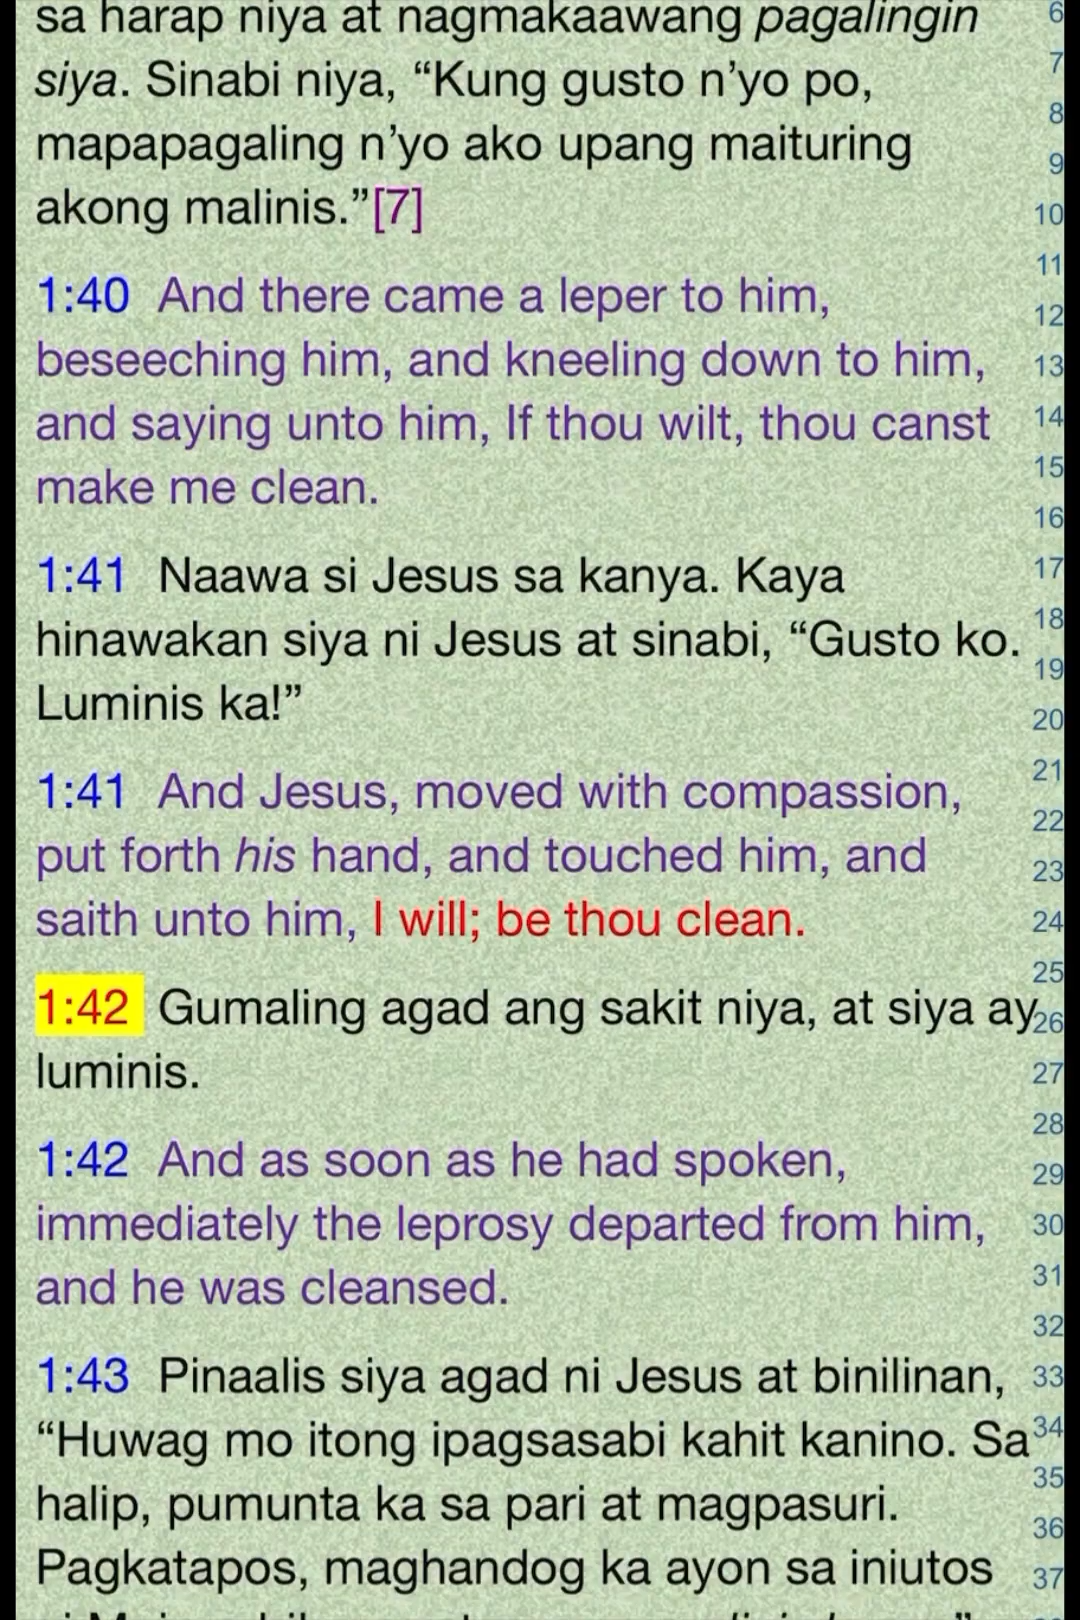 sa harap niya at nagmakaawang pagalingin
siya. Sinabi niya, “Kung gusto n’yo po,
mapapagaling n’yo ako upang maituring
akong malinis.”[7]
1:40 And there came a leper to him,
beseeching him, and kneeling down to him,
and saying unto him, If thou wilt, thou canst
make me clean.
1:41 Naawa si Jesus sa kanya. Kaya
hinawakan siya ni Jesus at sinabi, “Gusto ko.
Luminis ka!”
1:41 And Jesus, moved with compassion,
put forth his hand, and touched him, and
saith unto him, I will; be thou clean.
1:42 Gumaling agad ang sakit niya, at siya ay
luminis.
1:42 And as soon as he had spoken,
immediately the leprosy departed from him,
and he was cleansed.
1:43 Pinaalis siya agad ni Jesus at binilinan,
“Huwag mo itong ipagsasabi kahit kanino. Sa
halip, pumunta ka sa pari at magpasuri.
Pagkatapos, maghandog ka ayon sa iniutos
6
7
8
9
10
11
12
13
14
15
16
17
18
19
20
21
22
23
24
25
26
27
28
29
30
31
32
33
34
35
36
37